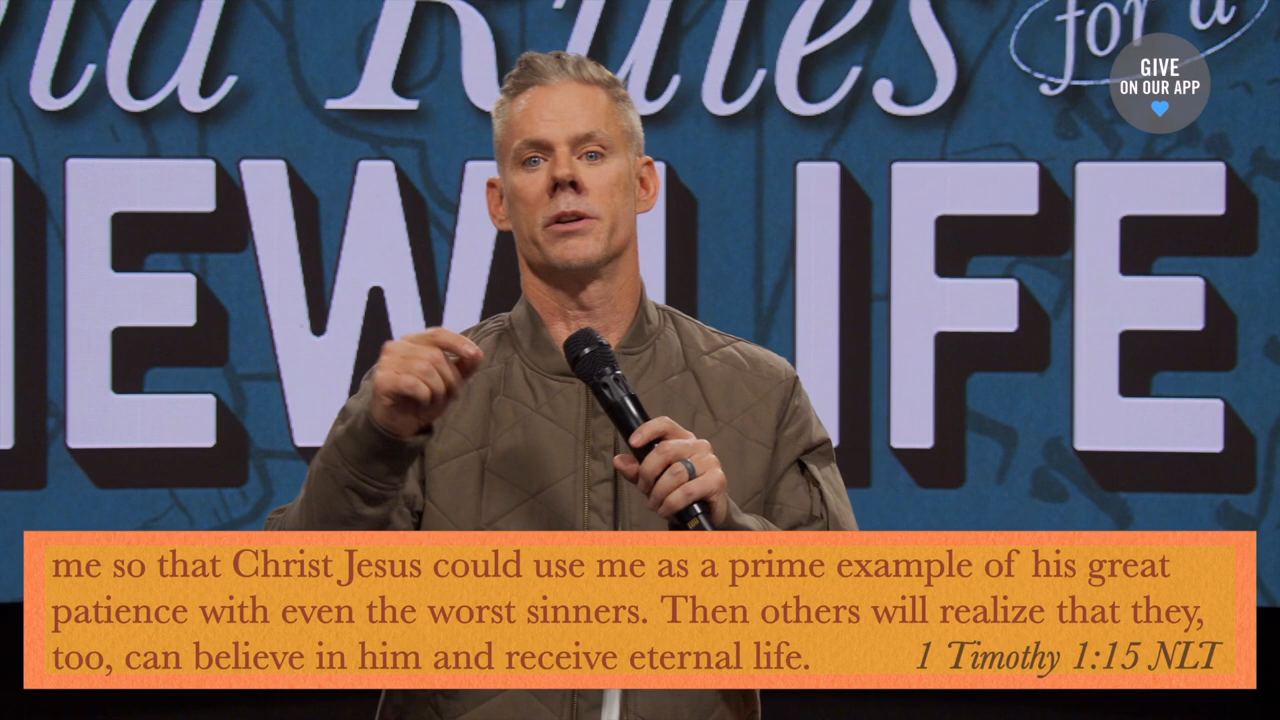 Rules for a
GIVE
ON OUR APP
EW LIFE
me so that Christ Jesus could use me as a prime example of his great
patience with even the worst sinners. Then others will realize that they,
too, can believe in him and receive eternal life. 1 Timothy 1:15 NLT